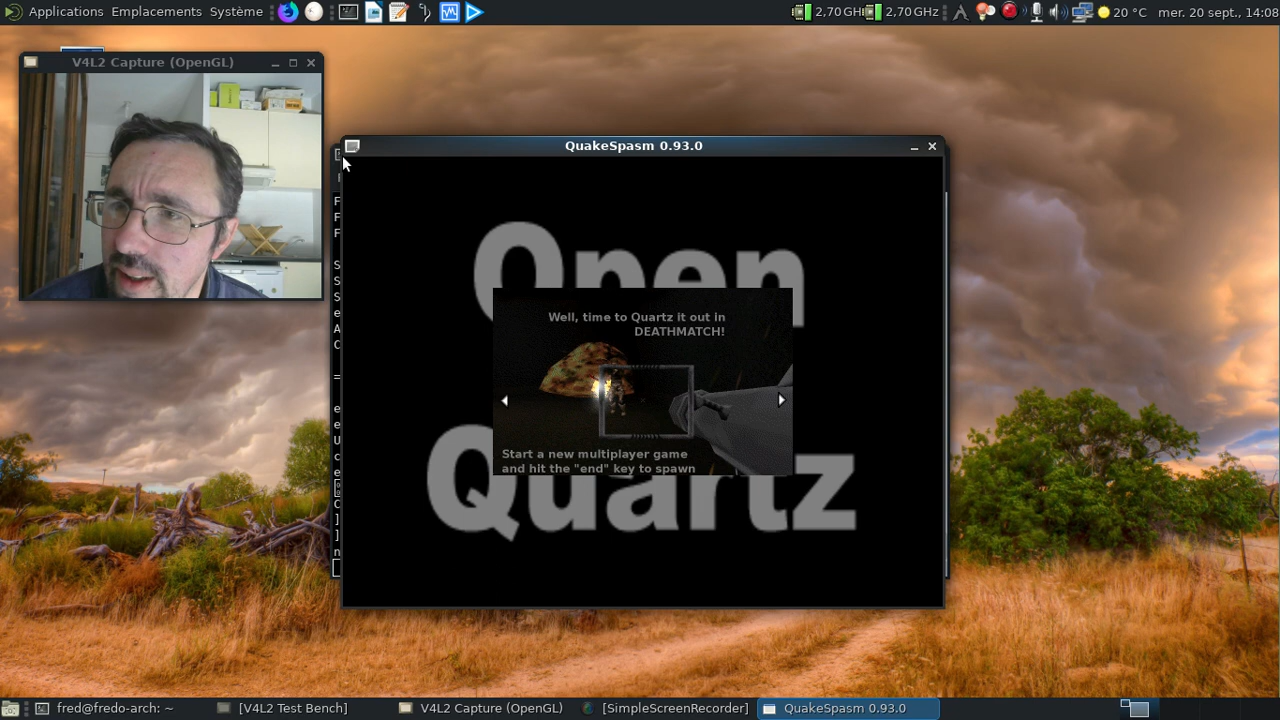 Applications Emplacements Système
2,70 GHz 2,70 GHz 20 °C mer. 20 sept., 14:08
V4L2 Capture (OpenGL)
QuakeSpasm 0.93.0
Open
Well, time to Quartz it out in
DEATHMATCH!
Start a new multiplayer game
and hit the "end" key to spawn
Quartz
fred@fredo-arch: ~ [V4L2 Test Bench] V4L2 Capture (OpenGL) [SimpleScreenRecorder] QuakeSpasm 0.93.0